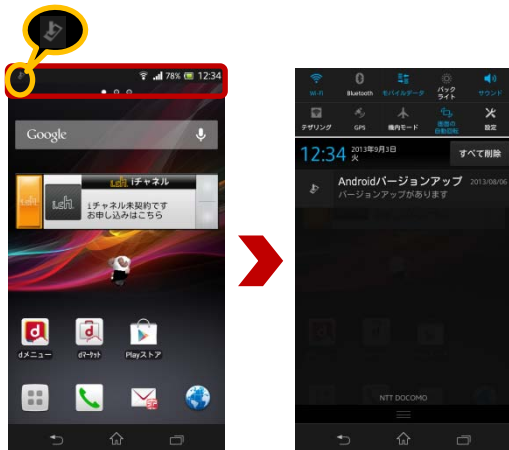 78% 12:34
Google
i.ch iチャネル
i.ch
i.ch
iチャネル未契約です
お申し込みはこちら
dメニュー
dマーケット
Playストア
Wi-Fi
Bluetooth
モバイルデータ
バック
ライト
サウンド
テザリング
GPS
機内モード
画面の
自動回転
設定
12:34
2013年9月3日
火
すべて削除
Androidバージョンアップ 2013/08/06
バージョンアップがあります
NTT DOCOMO